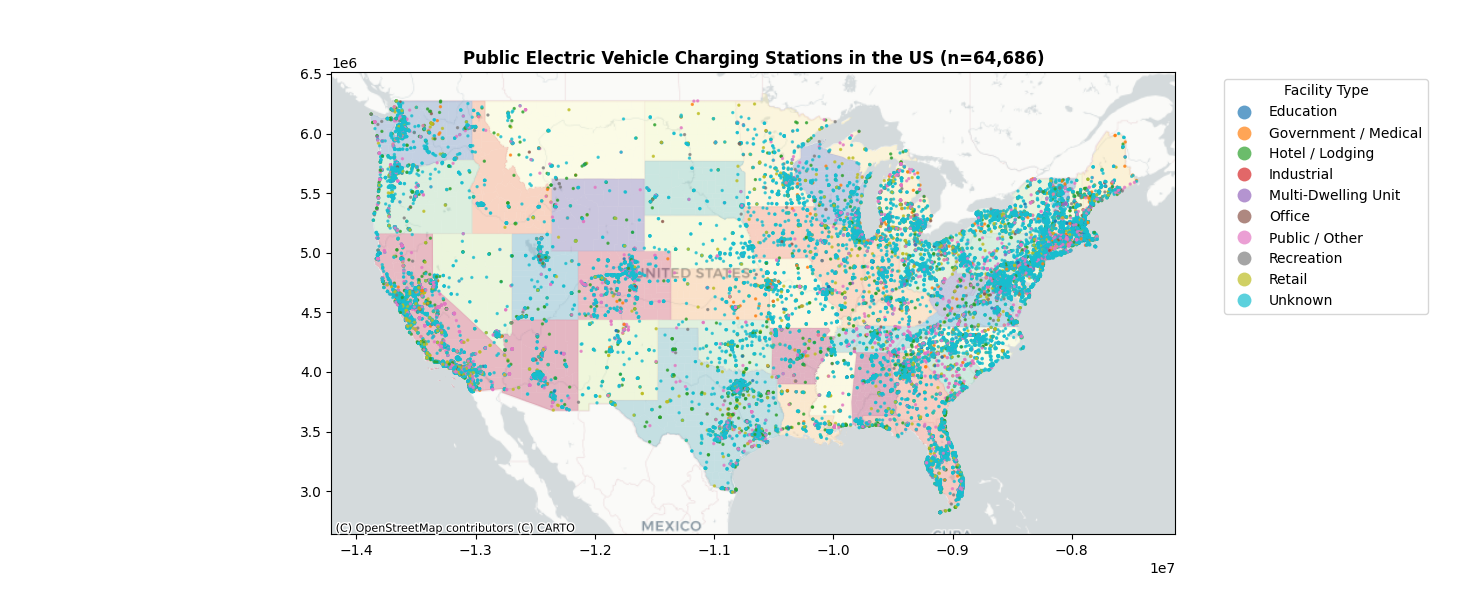 Public Electric Vehicle Charging Stations in the US (n=64,686)
1e6
6.5
6.0
5.5
5.0
4.5
4.0
3.5
3.0
UNITED STATES
MEXICO
CUBA
(C) OpenStreetMap contributors (C) CARTO
−1.4
−1.3
−1.2
−1.1
−1.0
−0.9
−0.8
1e7
Facility Type
Education
Government / Medical
Hotel / Lodging
Industrial
Multi-Dwelling Unit
Office
Public / Other
Recreation
Retail
Unknown